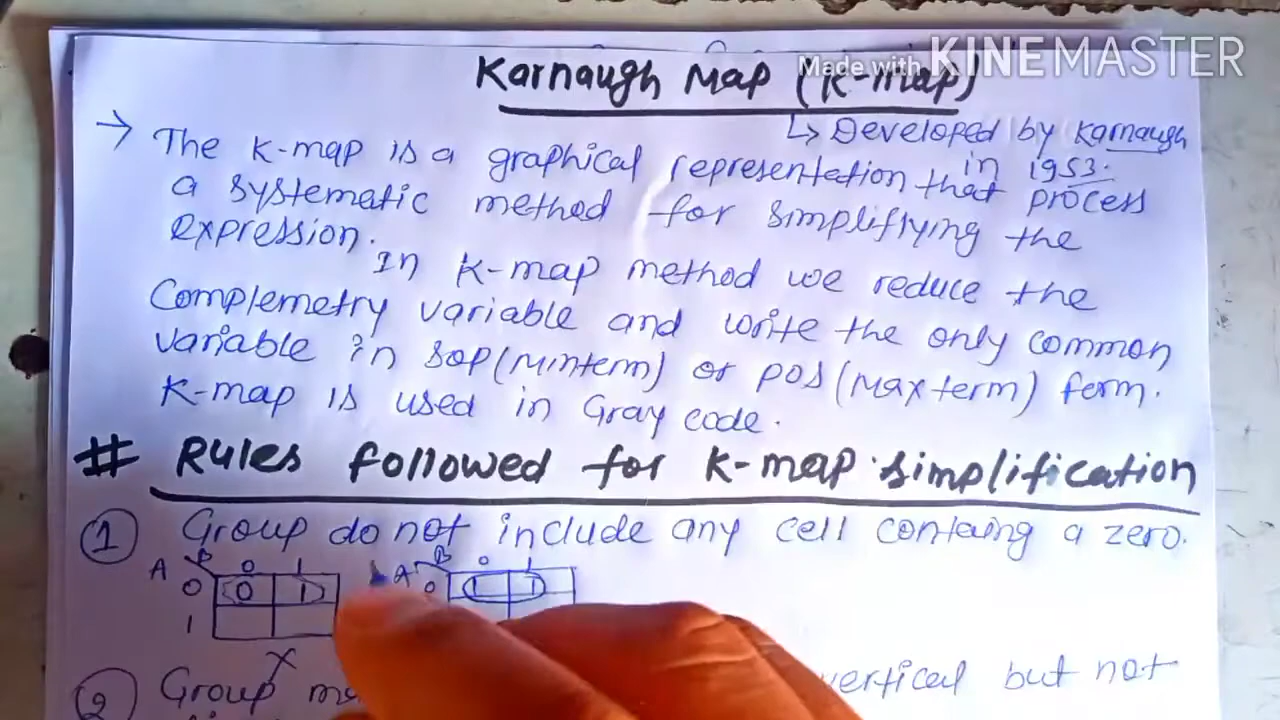 Made with KINEMASTER
Karnaugh Map (K-map)
↳ Developed by Karnaugh
in 1953.
→ The K-map is a graphical representation that process
a systematic method for simplifying the
expression.
In K-map method we reduce the
Complemetry variable and write the only common
variable in SOP (Minterm) or POS (Maxterm) form.
K-map is used in Gray code.
# Rules followed for K-map simplification
① Group do not include any cell containg a zero.
A B 0 1 A B 0 1
0 0 1 0 1 1
1
X
② Group vertical but not